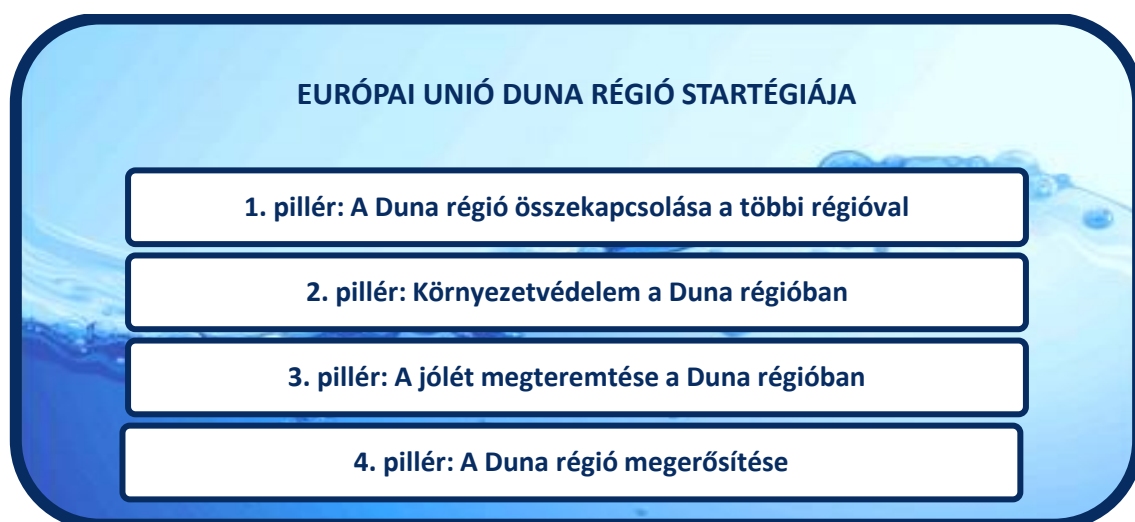 EURÓPAI UNIÓ DUNA RÉGIÓ STARTÉGIÁJA
1. pillér: A Duna régió összekapcsolása a többi régióval
2. pillér: Környezetvédelem a Duna régióban
3. pillér: A jólét megteremtése a Duna régióban
4. pillér: A Duna régió megerősítése